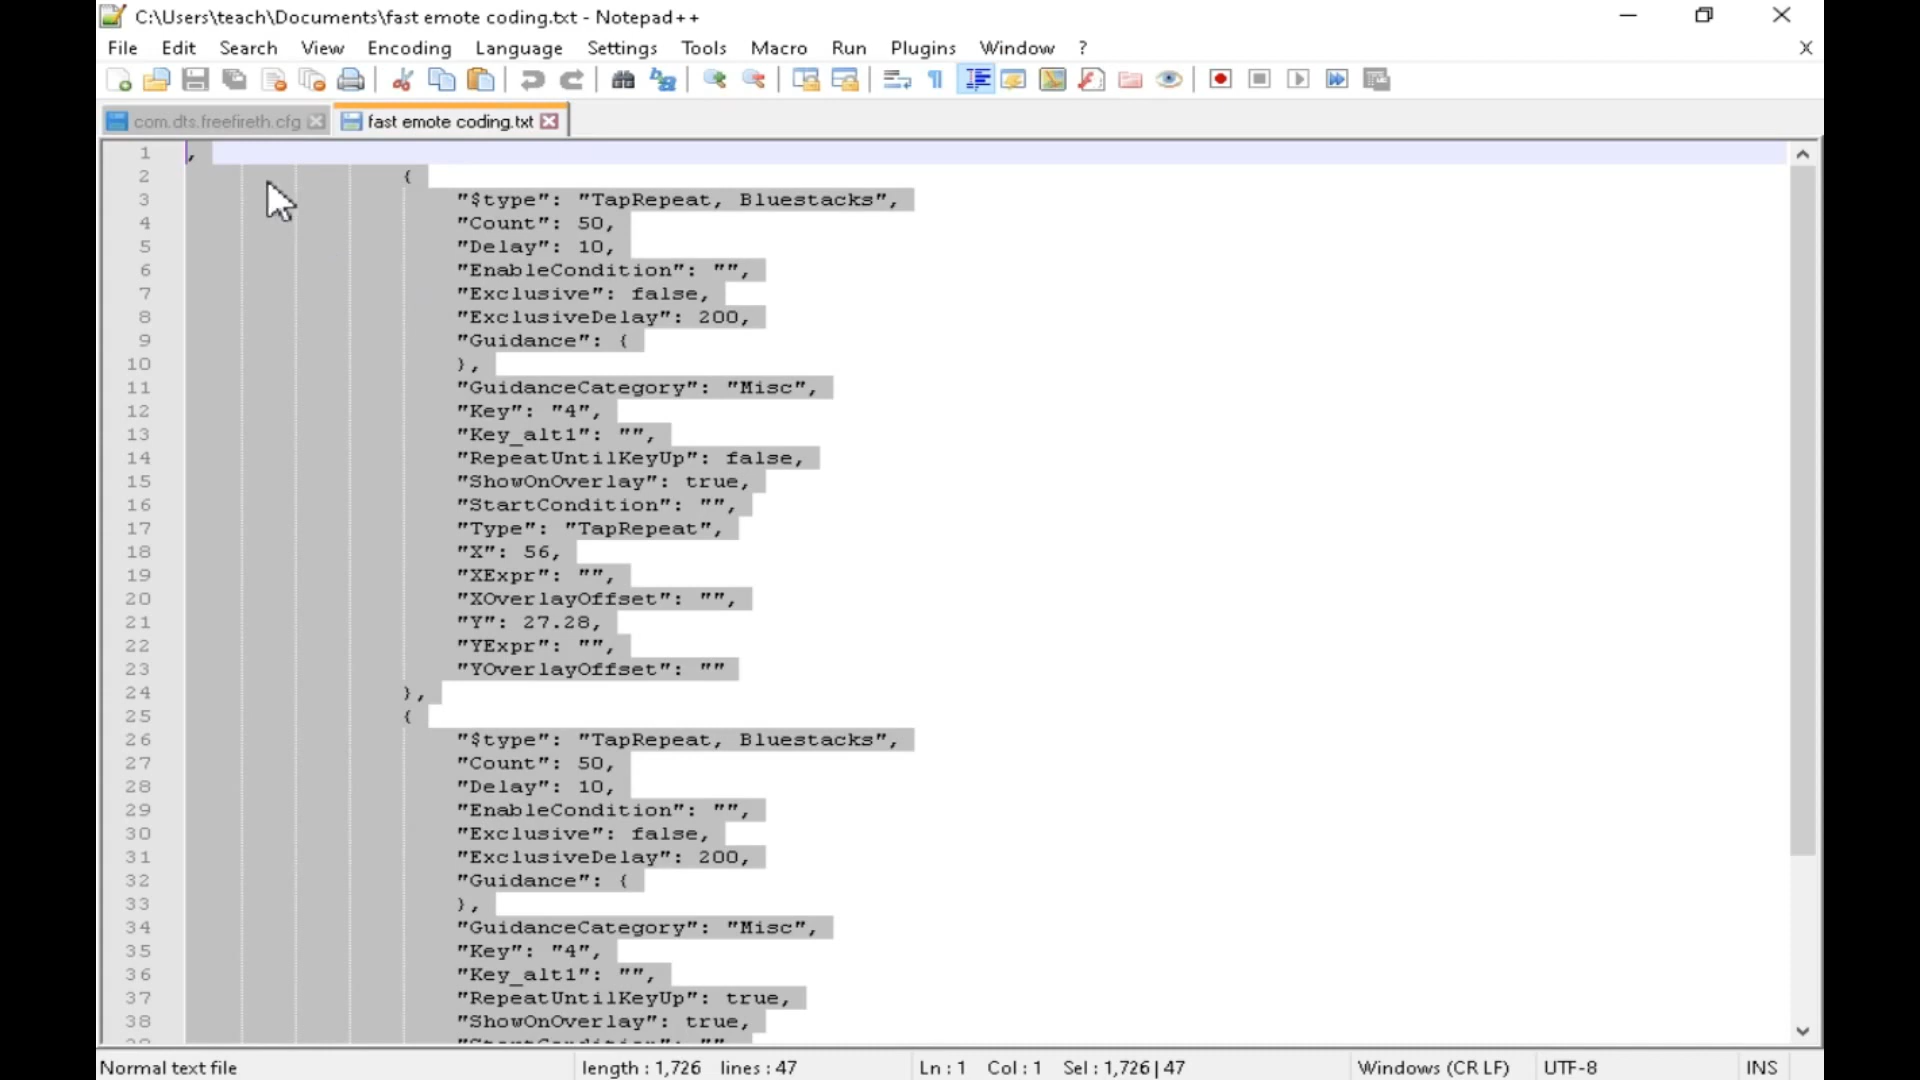 C:\Users\teach\Documents\fast emote coding.txt - Notepad++
File Edit Search View Encoding Language Settings Tools Macro Run Plugins Window ? X
com.dts.freefireth.cfg fast emote coding.txt
1 ,
2 {
3 "$type": "TapRepeat, Bluestacks",
4 "Count": 50,
5 "Delay": 10,
6 "EnableCondition": "",
7 "Exclusive": false,
8 "ExclusiveDelay": 200,
9 "Guidance": {
10 },
11 "GuidanceCategory": "Misc",
12 "Key": "4",
13 "Key_alt1": "",
14 "RepeatUntilKeyUp": false,
15 "ShowOnOverlay": true,
16 "StartCondition": "",
17 "Type": "TapRepeat",
18 "X": 56,
19 "XExpr": "",
20 "XOverlayOffset": "",
21 "Y": 27.28,
22 "YExpr": "",
23 "YOverlayOffset": ""
24 },
25 {
26 "$type": "TapRepeat, Bluestacks",
27 "Count": 50,
28 "Delay": 10,
29 "EnableCondition": "",
30 "Exclusive": false,
31 "ExclusiveDelay": 200,
32 "Guidance": {
33 },
34 "GuidanceCategory": "Misc",
35 "Key": "4",
36 "Key_alt1": "",
37 "RepeatUntilKeyUp": true,
38 "ShowOnOverlay": true,
Normal text file length : 1,726 lines : 47 Ln : 1 Col : 1 Sel : 1,726 | 47 Windows (CR LF) UTF-8 INS